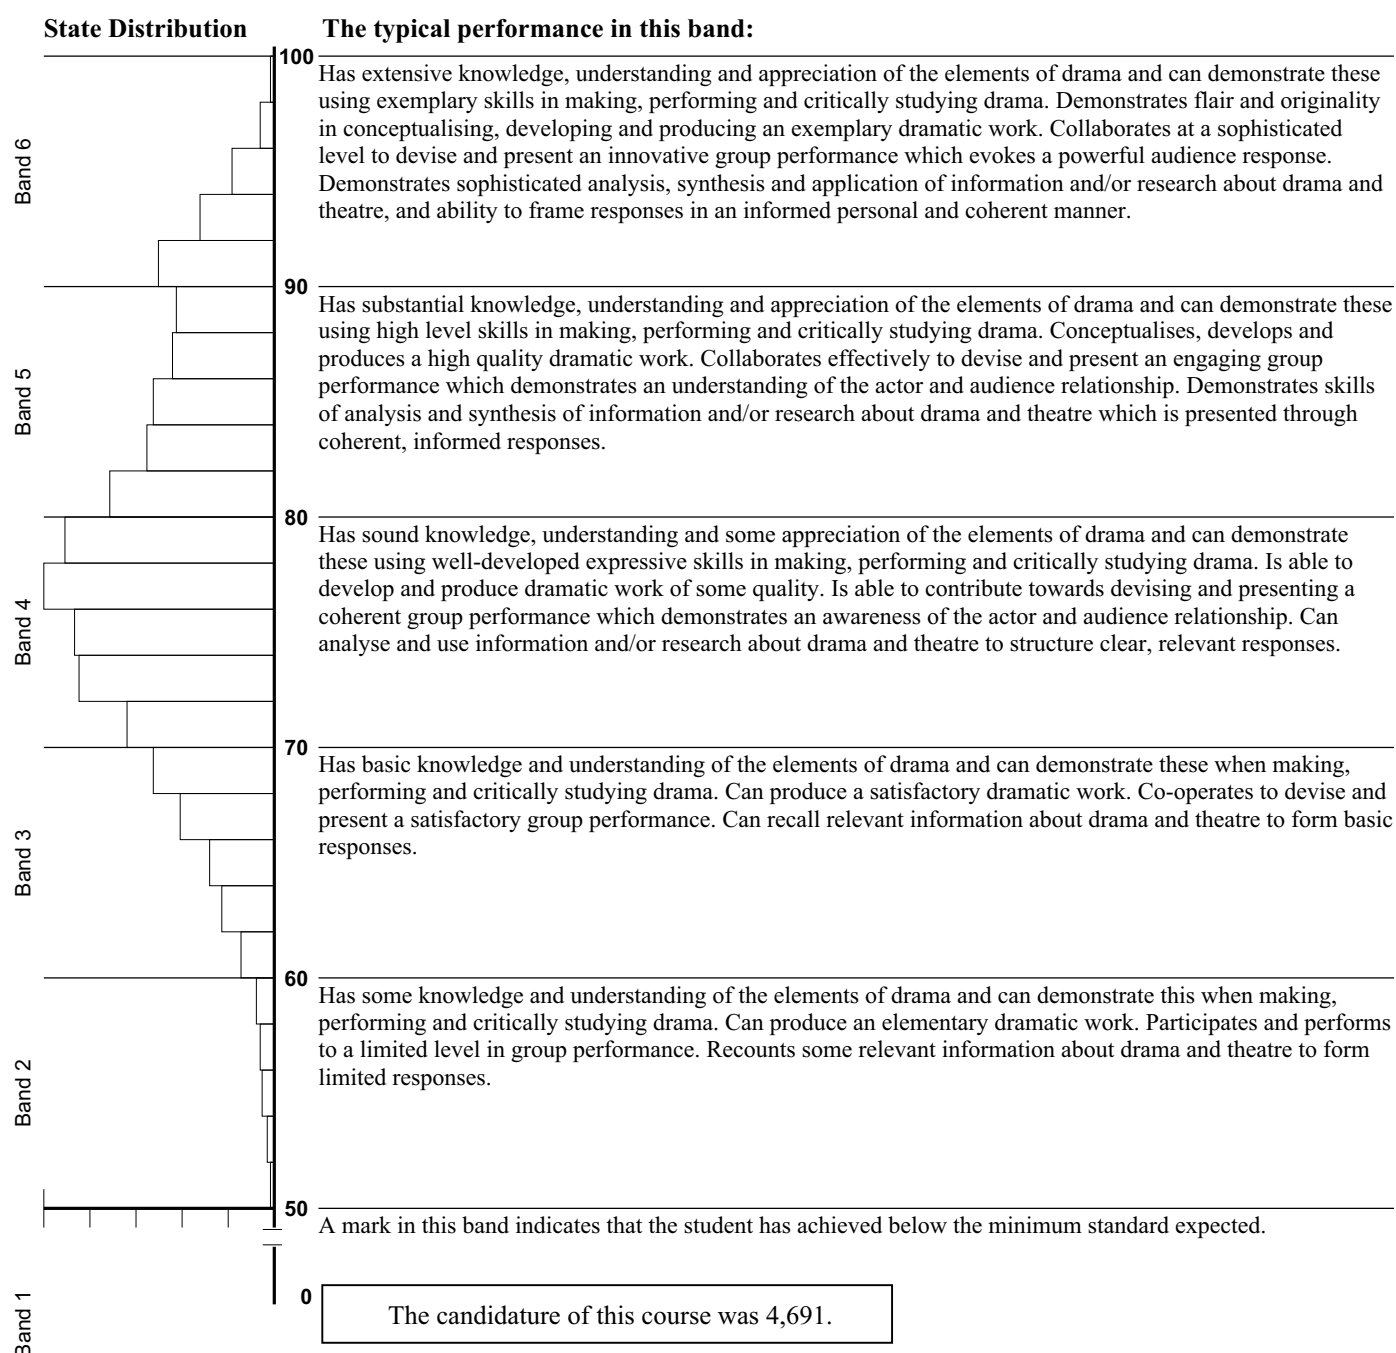 State Distribution
The typical performance in this band:
100
Band 6
Has extensive knowledge, understanding and appreciation of the elements of drama and can demonstrate these
using exemplary skills in making, performing and critically studying drama. Demonstrates flair and originality
in conceptualising, developing and producing an exemplary dramatic work. Collaborates at a sophisticated
level to devise and present an innovative group performance which evokes a powerful audience response.
Demonstrates sophisticated analysis, synthesis and application of information and/or research about drama and
theatre, and ability to frame responses in an informed personal and coherent manner.
90
Band 5
Has substantial knowledge, understanding and appreciation of the elements of drama and can demonstrate these
using high level skills in making, performing and critically studying drama. Conceptualises, develops and
produces a high quality dramatic work. Collaborates effectively to devise and present an engaging group
performance which demonstrates an understanding of the actor and audience relationship. Demonstrates skills
of analysis and synthesis of information and/or research about drama and theatre which is presented through
coherent, informed responses.
80
Band 4
Has sound knowledge, understanding and some appreciation of the elements of drama and can demonstrate
these using well-developed expressive skills in making, performing and critically studying drama. Is able to
develop and produce dramatic work of some quality. Is able to contribute towards devising and presenting a
coherent group performance which demonstrates an awareness of the actor and audience relationship. Can
analyse and use information and/or research about drama and theatre to structure clear, relevant responses.
70
Band 3
Has basic knowledge and understanding of the elements of drama and can demonstrate these when making,
performing and critically studying drama. Can produce a satisfactory dramatic work. Co-operates to devise and
present a satisfactory group performance. Can recall relevant information about drama and theatre to form basic
responses.
60
Band 2
Has some knowledge and understanding of the elements of drama and can demonstrate this when making,
performing and critically studying drama. Can produce an elementary dramatic work. Participates and performs
to a limited level in group performance. Recounts some relevant information about drama and theatre to form
limited responses.
50
A mark in this band indicates that the student has achieved below the minimum standard expected.
Band 1
0
The candidature of this course was 4,691.